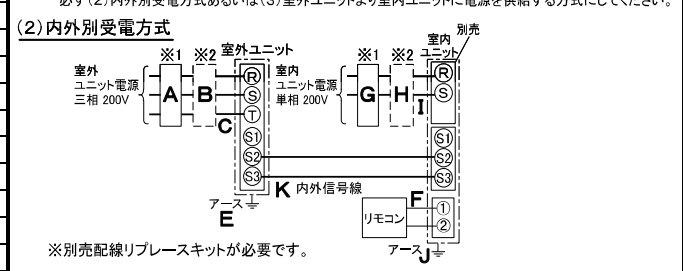 必ず(2)内外別受電方式あるいは(3)室外ユニットより室内ユニットに電源を供給する方式にしてください。
(2)内外別受電方式
※1 ※2 室外ユニット
室外
ユニット電源
三相 200V
A B C
R
S
T
S1
S2
S3
アース
E
※1 ※2 室内
ユニット
別売
室内
ユニット電源
単相 200V
G H I
R
S
S1
S2
S3
K 内外信号線
F
リモコン
①
②
アース J
※別売配線リプレースキットが必要です。